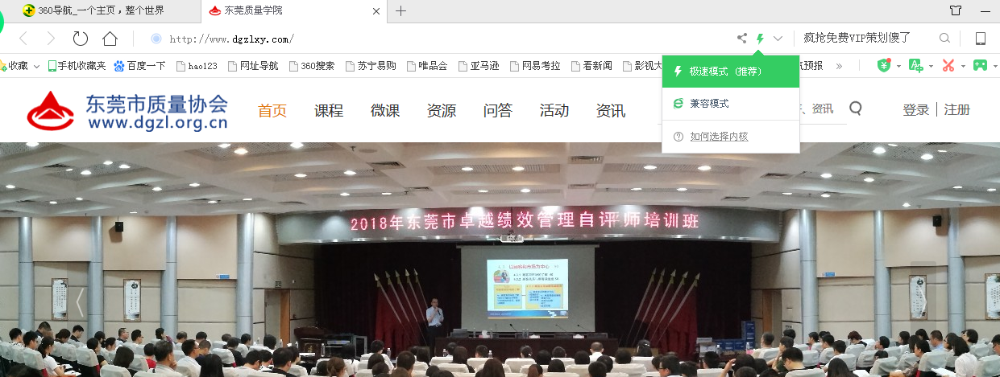 360导航_一个主页，整个世界
东莞质量学院
http://www.dgzlxy.com/
疯抢免费VIP策划傻了
收藏
手机收藏夹
百度一下
hao123
网址导航
360搜索
苏宁易购
唯品会
亚马逊
网易考拉
看新闻
影视大
气预报
»
极速模式（推荐）
兼容模式
如何选择内核
东莞市质量协会
www.dgzl.org.cn
首页
课程
微课
资源
问答
活动
资讯
、资讯
登录 | 注册
2018年东莞市卓越绩效管理自评师培训班